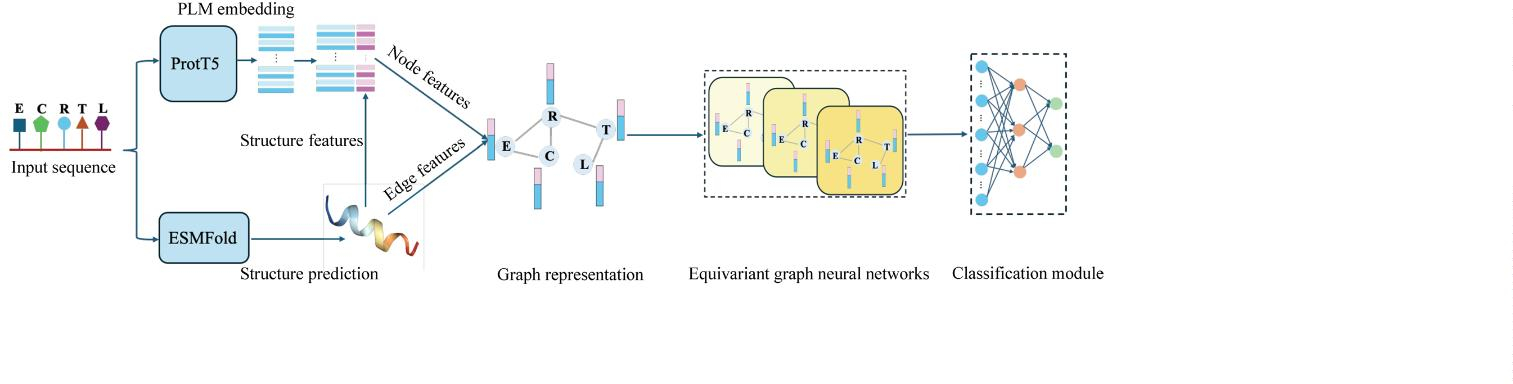 PLM embedding
ProtT5
Node features
E C R T L
Input sequence
Structure features
Edge features
ESMFold
Structure prediction
R
T
E
C
L
Graph representation
R
E
C
R
E
C
R
T
E
C
L
Equivariant graph neural networks
Classification module